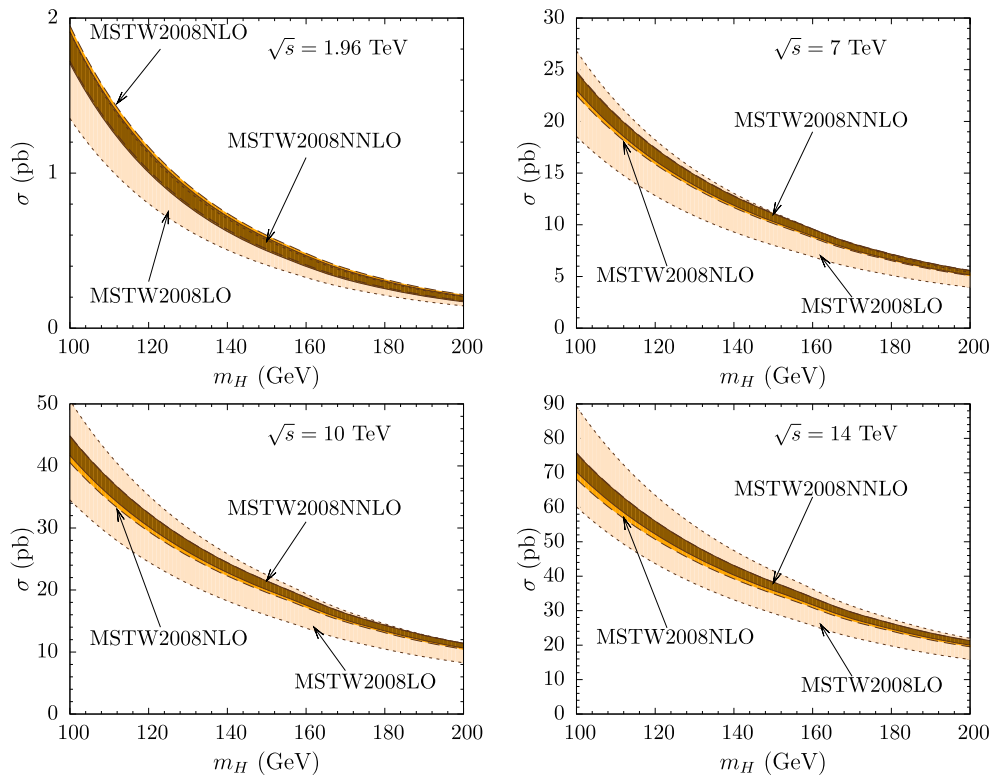 2
MSTW2008NLO
√s = 1.96 TeV
MSTW2008NNLO
1
σ (pb)
MSTW2008LO
0
100 120 140 160 180 200
m_H (GeV)
30
√s = 7 TeV
25
MSTW2008NNLO
20
15
σ (pb)
10
MSTW2008NLO
5
MSTW2008LO
0
100 120 140 160 180 200
m_H (GeV)
50
√s = 10 TeV
40
MSTW2008NNLO
30
σ (pb)
20
MSTW2008NLO
10
MSTW2008LO
0
100 120 140 160 180 200
m_H (GeV)
90
√s = 14 TeV
80
70
MSTW2008NNLO
60
50
σ (pb)
40
30
MSTW2008NLO
20
MSTW2008LO
10
0
100 120 140 160 180 200
m_H (GeV)